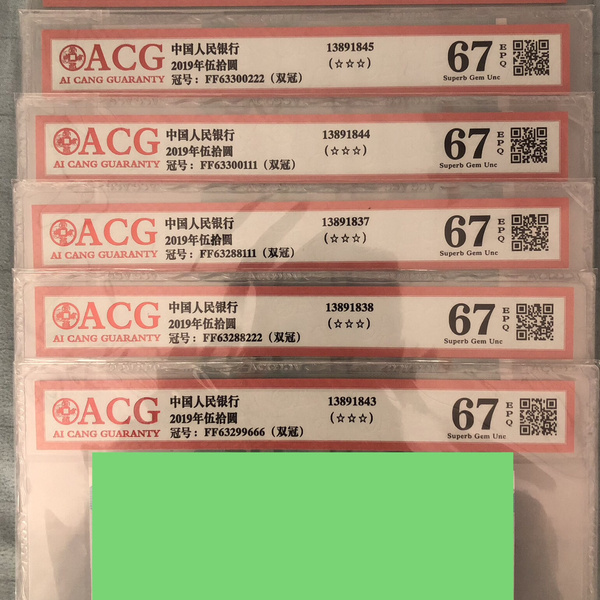 ACG
AI CANG GUARANTY
中国人民银行
2019年伍拾圆
冠号：FF63300222（双冠）
13891845
（☆☆☆）
67
EPQ
Superb Gem Unc
ACG
AI CANG GUARANTY
中国人民银行
2019年伍拾圆
冠号：FF63300111（双冠）
13891844
（☆☆☆）
67
EPQ
Superb Gem Unc
ACG
AI CANG GUARANTY
中国人民银行
2019年伍拾圆
冠号：FF63288111（双冠）
13891837
（☆☆☆）
67
EPQ
Superb Gem Unc
ACG
AI CANG GUARANTY
中国人民银行
2019年伍拾圆
冠号：FF63288222（双冠）
13891838
（☆☆☆）
67
EPQ
Superb Gem Unc
ACG
AI CANG GUARANTY
中国人民银行
2019年伍拾圆
冠号：FF63299666（双冠）
13891843
（☆☆☆）
67
EPQ
Superb Gem Unc